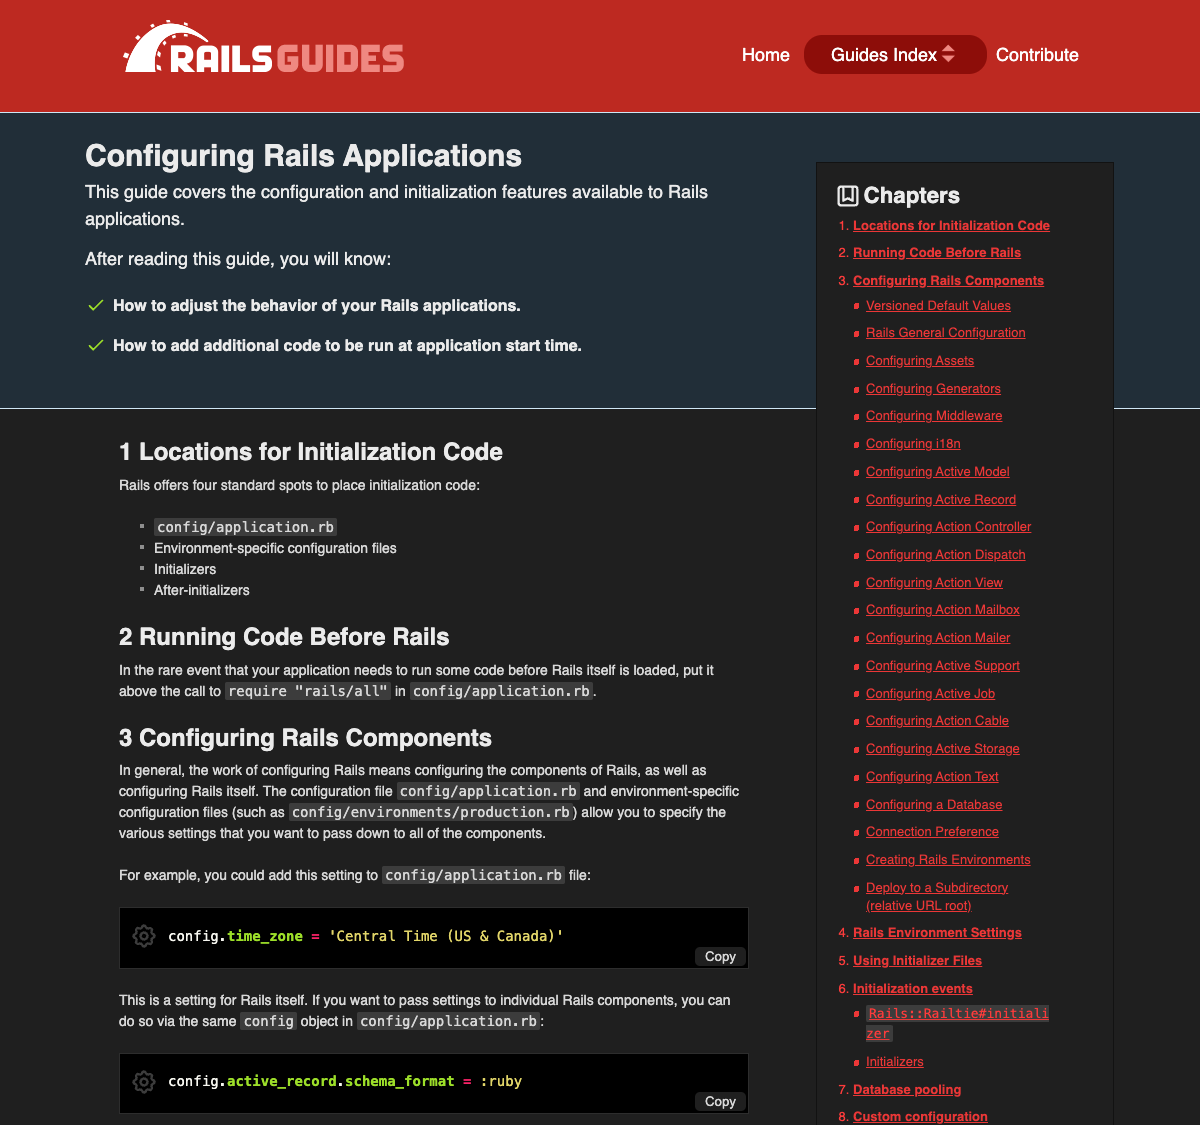 RAILS GUIDES
Home
Guides Index
Contribute
Configuring Rails Applications
This guide covers the configuration and initialization features available to Rails
applications.
After reading this guide, you will know:
How to adjust the behavior of your Rails applications.
How to add additional code to be run at application start time.
Chapters
1. Locations for Initialization Code
2. Running Code Before Rails
3. Configuring Rails Components
Versioned Default Values
Rails General Configuration
Configuring Assets
Configuring Generators
Configuring Middleware
Configuring i18n
Configuring Active Model
Configuring Active Record
Configuring Action Controller
Configuring Action Dispatch
Configuring Action View
Configuring Action Mailbox
Configuring Action Mailer
Configuring Active Support
Configuring Active Job
Configuring Action Cable
Configuring Active Storage
Configuring Action Text
Configuring a Database
Connection Preference
Creating Rails Environments
Deploy to a Subdirectory
(relative URL root)
4. Rails Environment Settings
5. Using Initializer Files
6. Initialization events
Rails::Railtie#initiali
zer
Initializers
7. Database pooling
8. Custom configuration
1 Locations for Initialization Code
Rails offers four standard spots to place initialization code:
config/application.rb
Environment-specific configuration files
Initializers
After-initializers
2 Running Code Before Rails
In the rare event that your application needs to run some code before Rails itself is loaded, put it
above the call to require "rails/all" in config/application.rb.
3 Configuring Rails Components
In general, the work of configuring Rails means configuring the components of Rails, as well as
configuring Rails itself. The configuration file config/application.rb and environment-specific
configuration files (such as config/environments/production.rb) allow you to specify the
various settings that you want to pass down to all of the components.
For example, you could add this setting to config/application.rb file:
config.time_zone = 'Central Time (US & Canada)'
Copy
This is a setting for Rails itself. If you want to pass settings to individual Rails components, you can
do so via the same config object in config/application.rb:
config.active_record.schema_format = :ruby
Copy